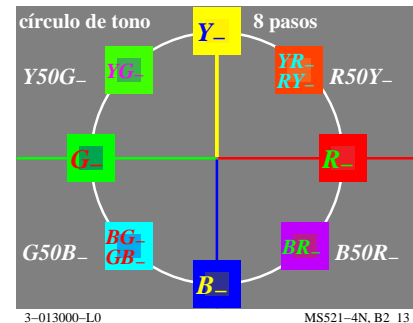 círculo de tono 8 pasos
Y_
YG_
YR_
RY_
Y50G_ R50Y_
G_ R_
G50B_ B50R_
BG_
GB_
BR_
B_
3-013000-L0 MS521-4N, B2 13